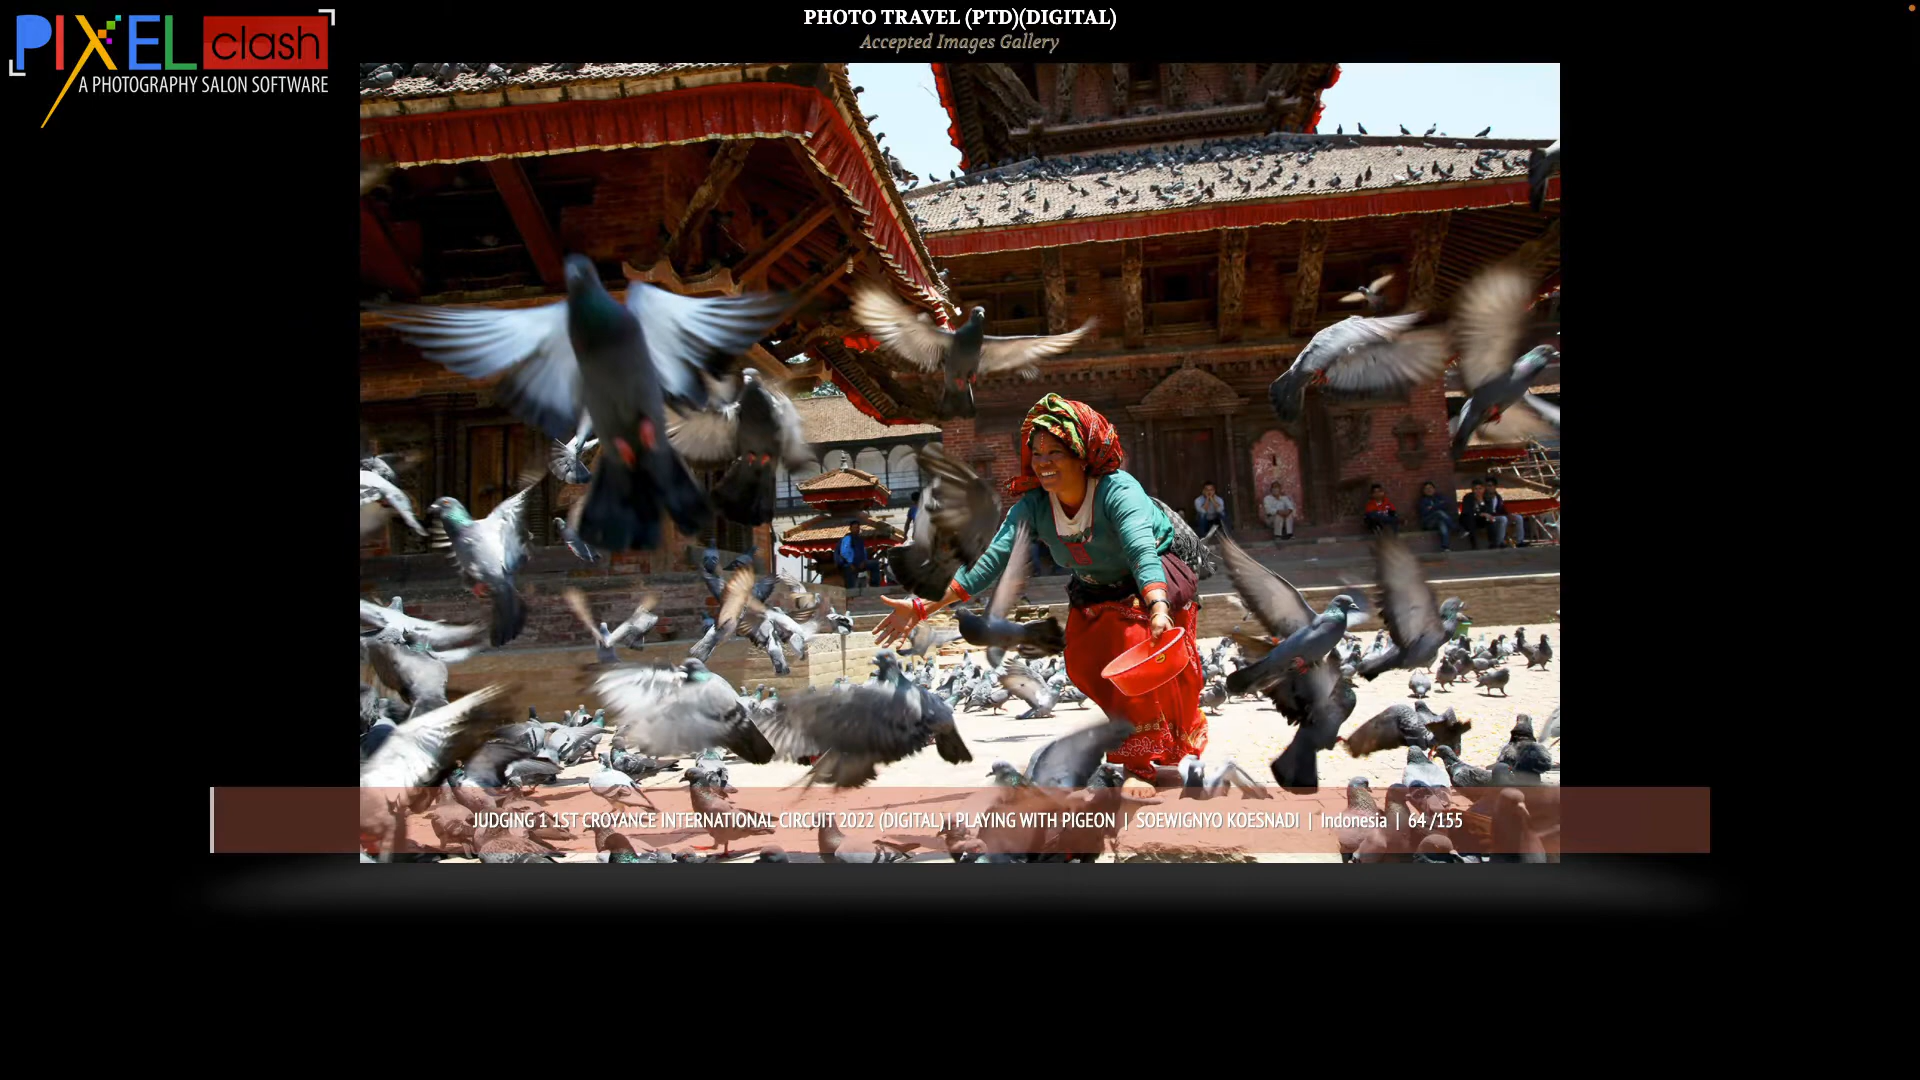 PIXEL clash
A PHOTOGRAPHY SALON SOFTWARE
PHOTO TRAVEL (PTD)(DIGITAL)
Accepted Images Gallery
JUDGING 1 1ST CROYANCE INTERNATIONAL CIRCUIT 2022 (DIGITAL) | PLAYING WITH PIGEON | SOEWIGNYO KOESNADI | Indonesia | 64 /155